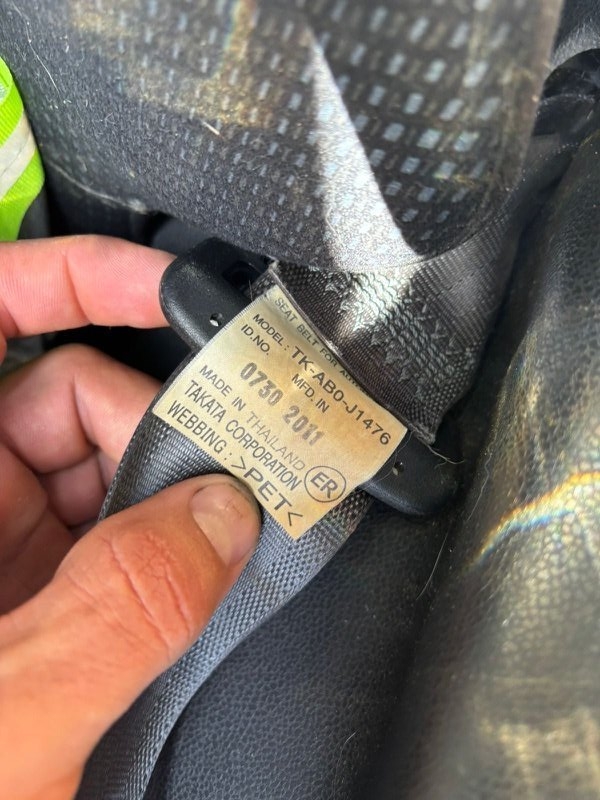 SEAT BELT FOR
MODEL: TK-AB0-J1476
ID.NO. MFD. IN
0730 2011
MADE IN THAILAND
TAKATA CORPORATION
WEBBING: >PET<
ER